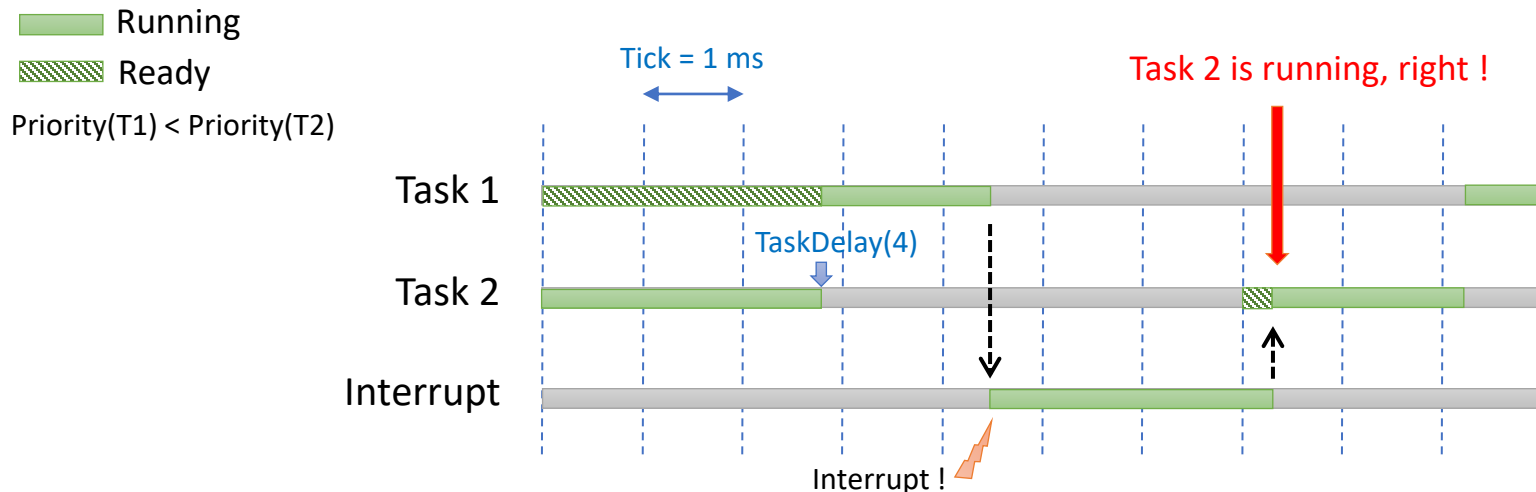 Running
Ready
Priority(T1) < Priority(T2)
Tick = 1 ms
Task 2 is running, right !
Task 1
TaskDelay(4)
Task 2
Interrupt
Interrupt !